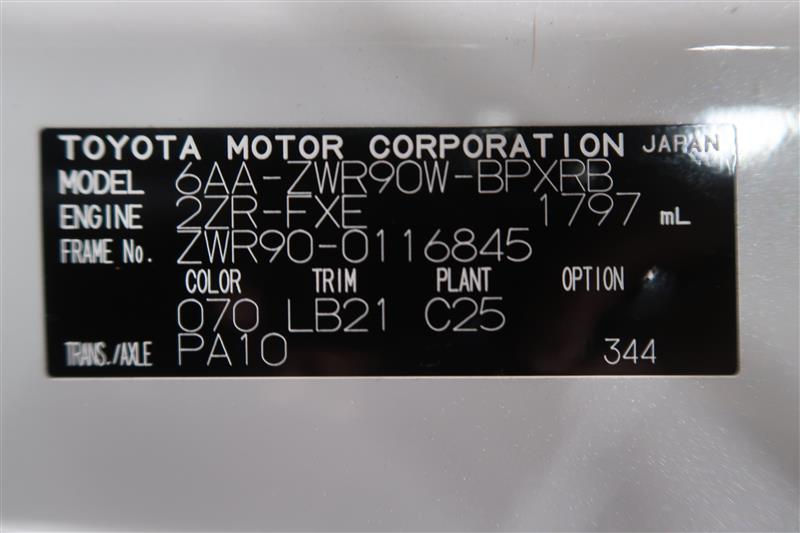 TOYOTA MOTOR CORPORATION JAPAN
MODEL 6AA-ZWR90W-BPXRB
ENGINE 2ZR-FXE 1797 mL
FRAME No. ZWR90-0116845
COLOR TRIM PLANT OPTION
070 LB21 C25
TRANS./AXLE PA10 344